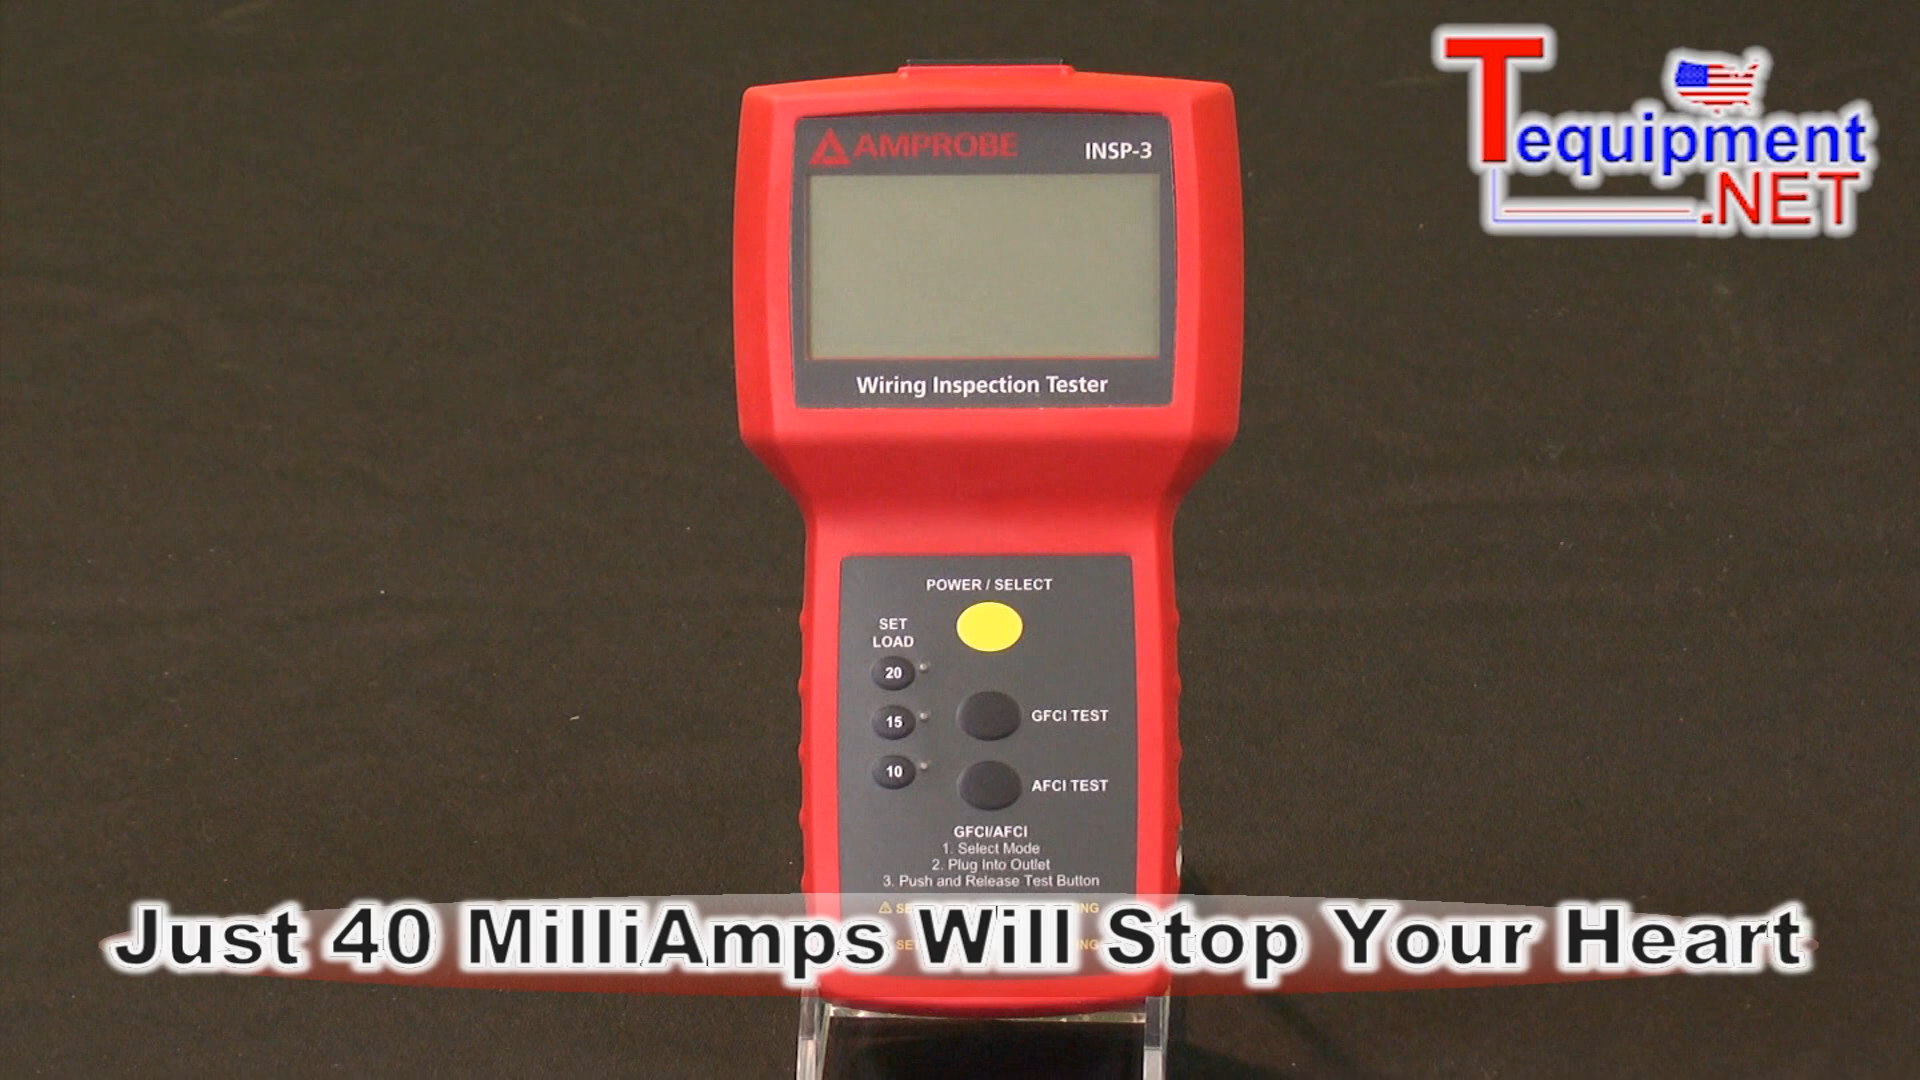 Tequipment
.NET
AMPROBE
INSP-3
Wiring Inspection Tester
POWER / SELECT
SET
LOAD
20
15
10
GFCI TEST
AFCI TEST
GFCI/AFCI
1. Select Mode
2. Plug Into Outlet
3. Push and Release Test Button
Just 40 MilliAmps Will Stop Your Heart